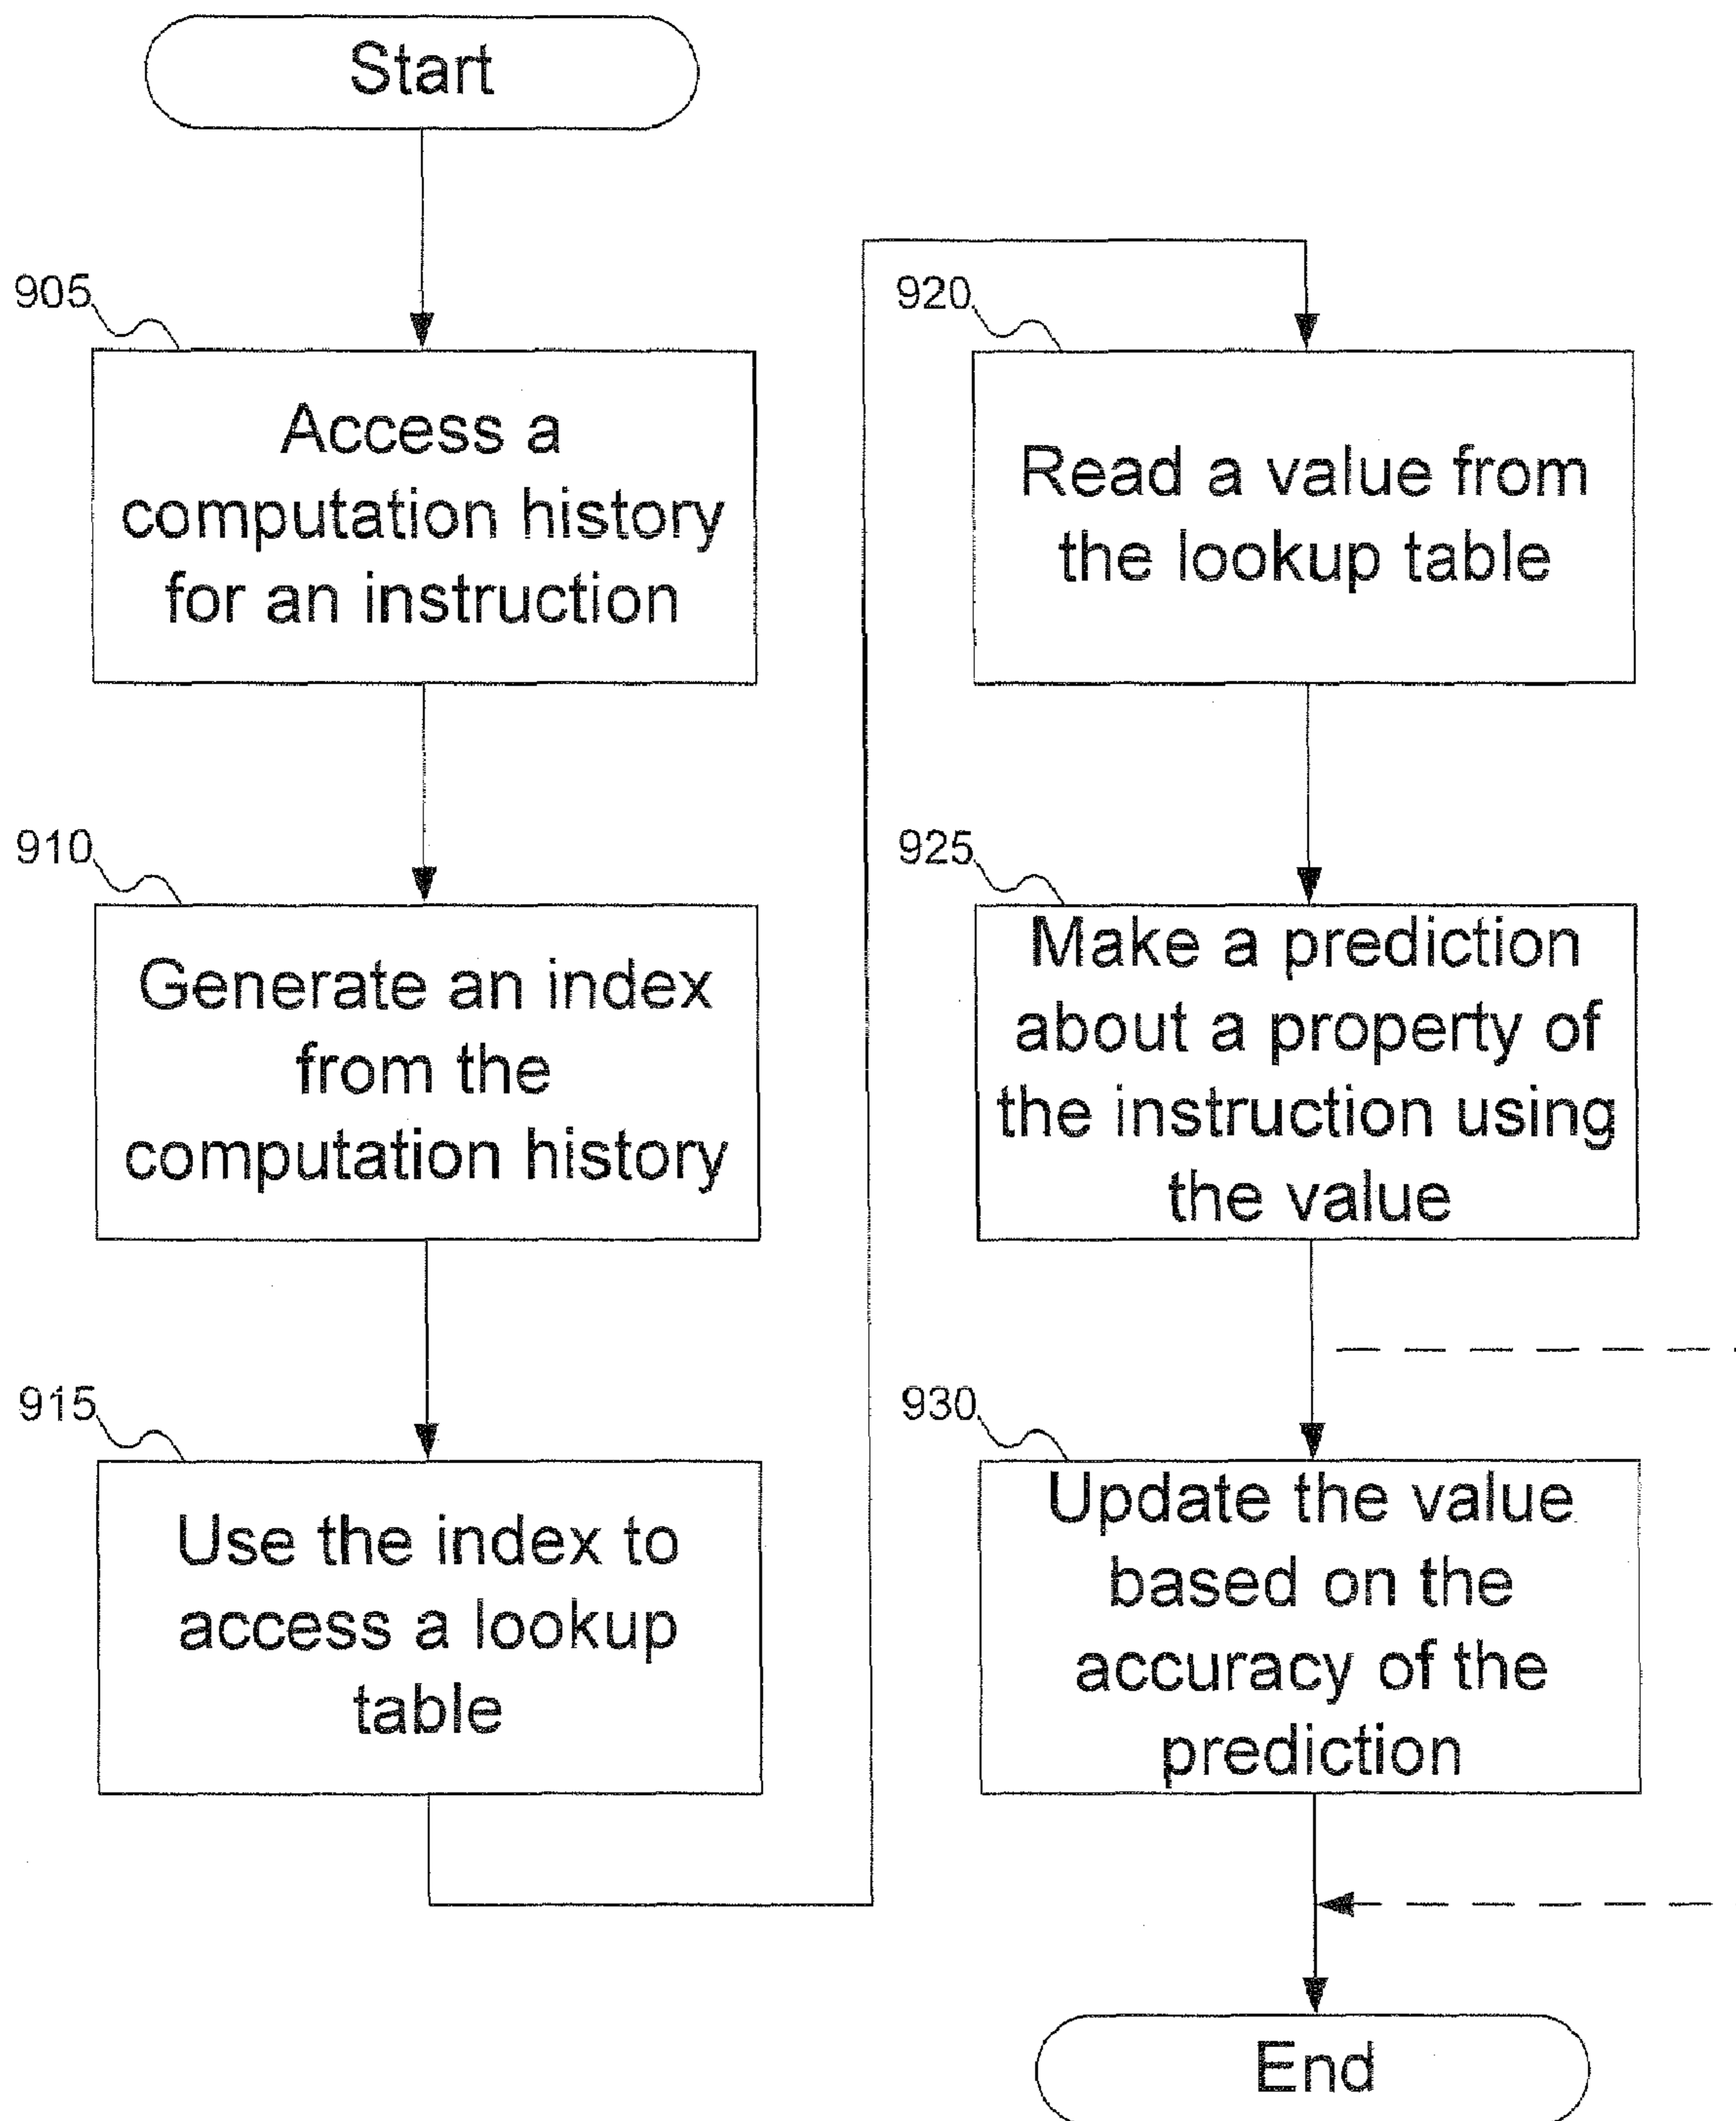 Start
905
Access a
computation history
for an instruction
910
Generate an index
from the
computation history
915
Use the index to
access a lookup
table
920
Read a value from
the lookup table
925
Make a prediction
about a property of
the instruction using
the value
930
Update the value
based on the
accuracy of the
prediction
End